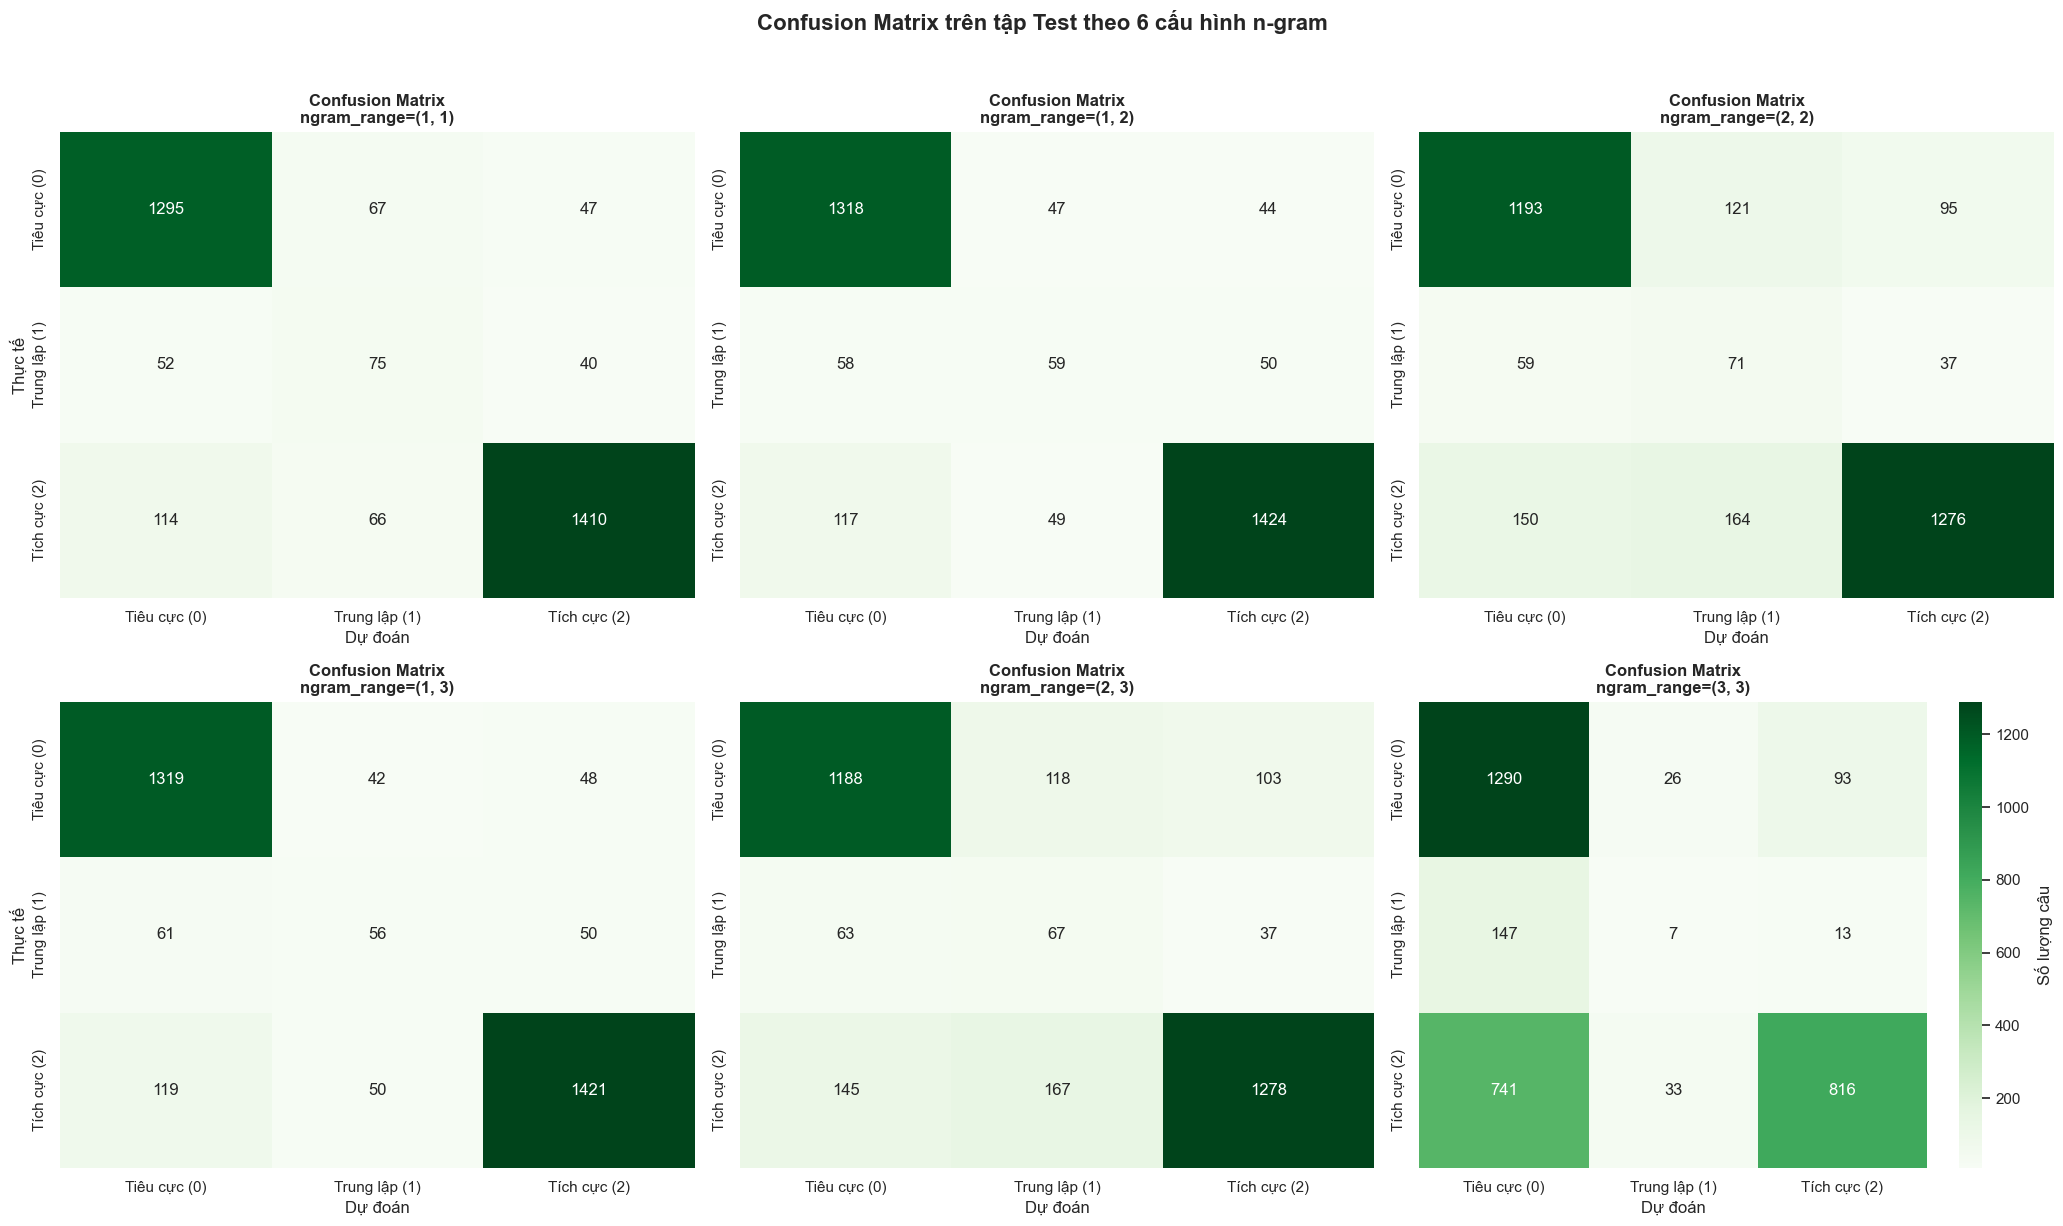 Confusion Matrix trên tập Test theo 6 cấu hình n-gram
Confusion Matrix
ngram_range=(1, 1)
Thực tế
Tiêu cực (0)
1295 67 47
Trung lập (1)
52 75 40
Tích cực (2)
114 66 1410
Tiêu cực (0) Trung lập (1) Tích cực (2)
Dự đoán
Confusion Matrix
ngram_range=(1, 2)
Tiêu cực (0)
1318 47 44
Trung lập (1)
58 59 50
Tích cực (2)
117 49 1424
Tiêu cực (0) Trung lập (1) Tích cực (2)
Dự đoán
Confusion Matrix
ngram_range=(2, 2)
Tiêu cực (0)
1193 121 95
Trung lập (1)
59 71 37
Tích cực (2)
150 164 1276
Tiêu cực (0) Trung lập (1) Tích cực (2)
Dự đoán
Confusion Matrix
ngram_range=(1, 3)
Thực tế
Tiêu cực (0)
1319 42 48
Trung lập (1)
61 56 50
Tích cực (2)
119 50 1421
Tiêu cực (0) Trung lập (1) Tích cực (2)
Dự đoán
Confusion Matrix
ngram_range=(2, 3)
Tiêu cực (0)
1188 118 103
Trung lập (1)
63 67 37
Tích cực (2)
145 167 1278
Tiêu cực (0) Trung lập (1) Tích cực (2)
Dự đoán
Confusion Matrix
ngram_range=(3, 3)
Tiêu cực (0)
1290 26 93
Trung lập (1)
147 7 13
Tích cực (2)
741 33 816
Tiêu cực (0) Trung lập (1) Tích cực (2)
Dự đoán
1200
1000
800
600
400
200
Số lượng câu